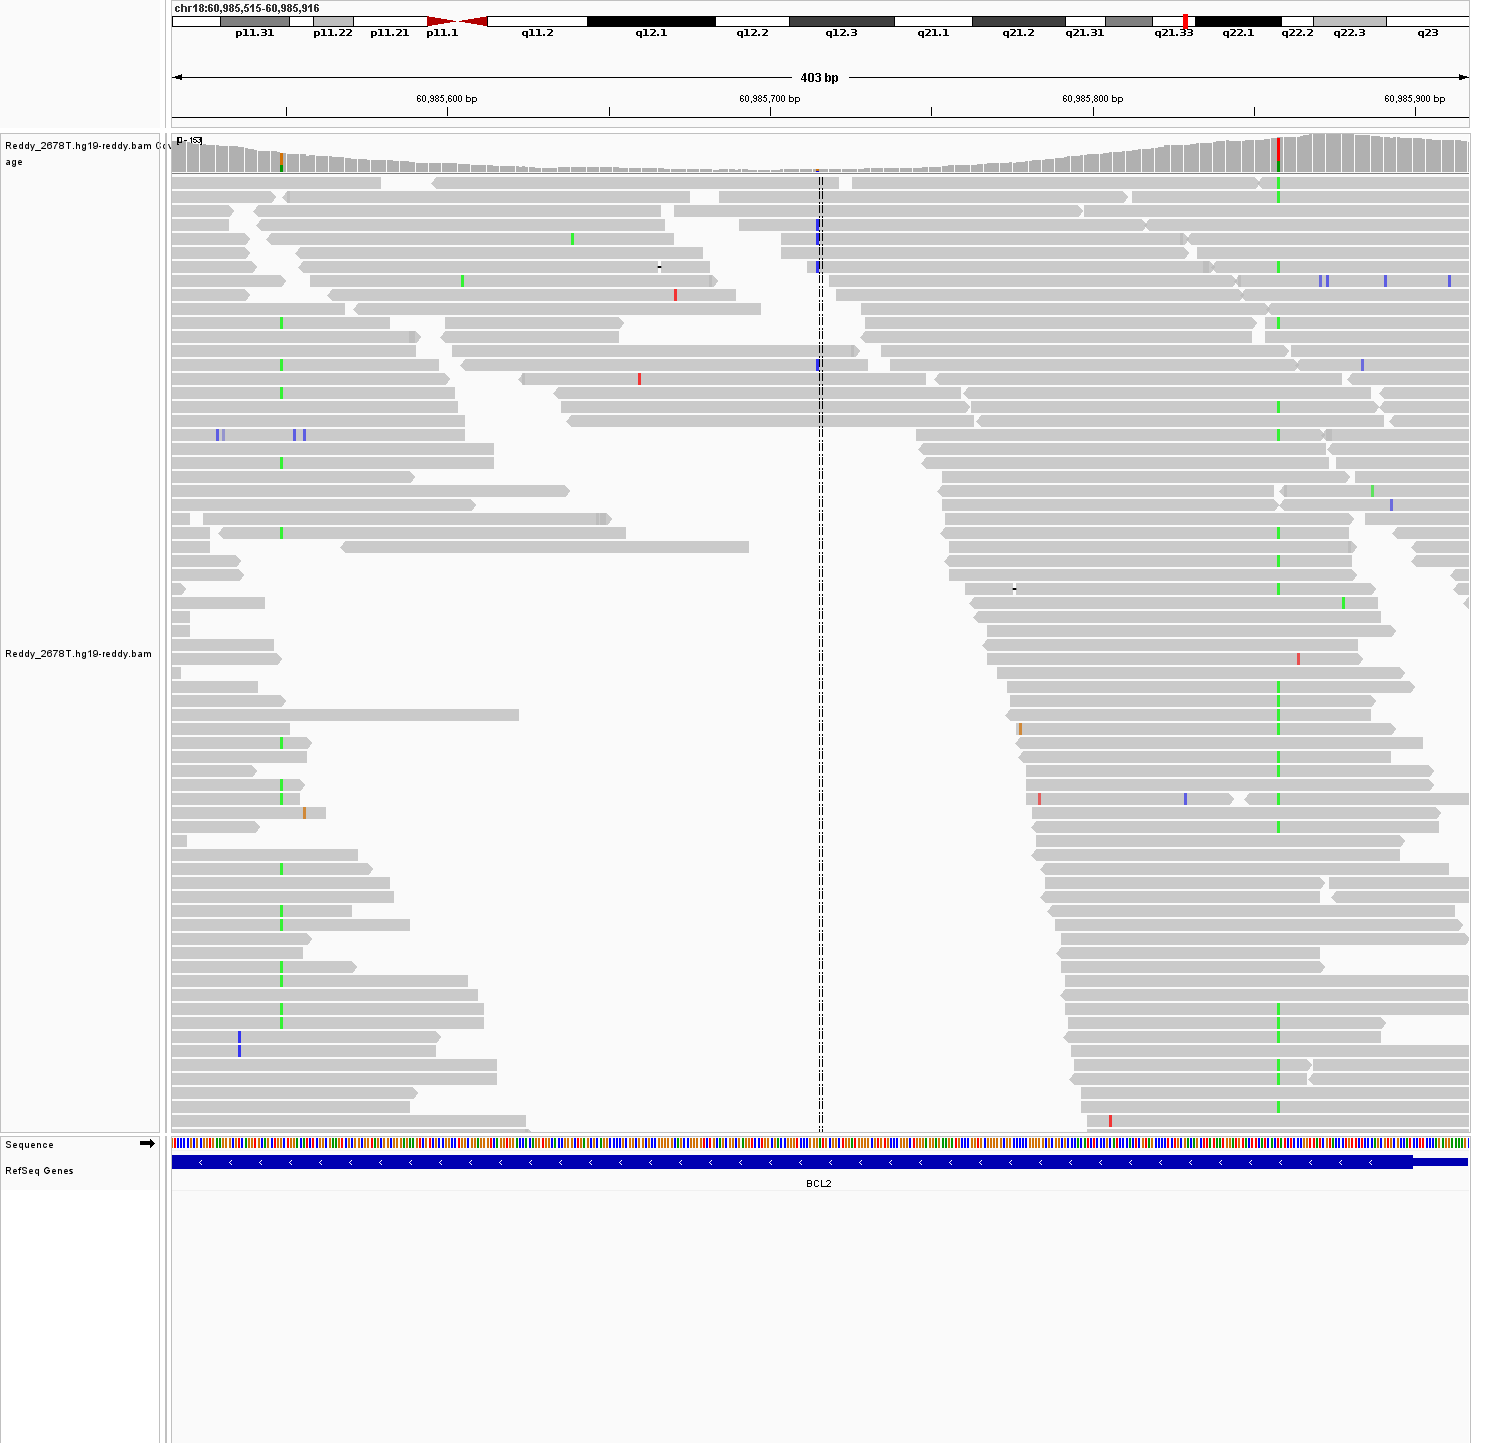 chr18:60,985,515-60,985,916
p11.31 p11.22 p11.21 p11.1 q11.2 q12.1 q12.2 q12.3 q21.1 q21.2 q21.31 q21.33 q22.1 q22.2 q22.3 q23
403 bp
60,985,600 bp 60,985,700 bp 60,985,800 bp 60,985,900 bp
Reddy_2678T.hg19-reddy.bam Cov
age
[0 - 153]
Reddy_2678T.hg19-reddy.bam
Sequence
RefSeq Genes
BCL2